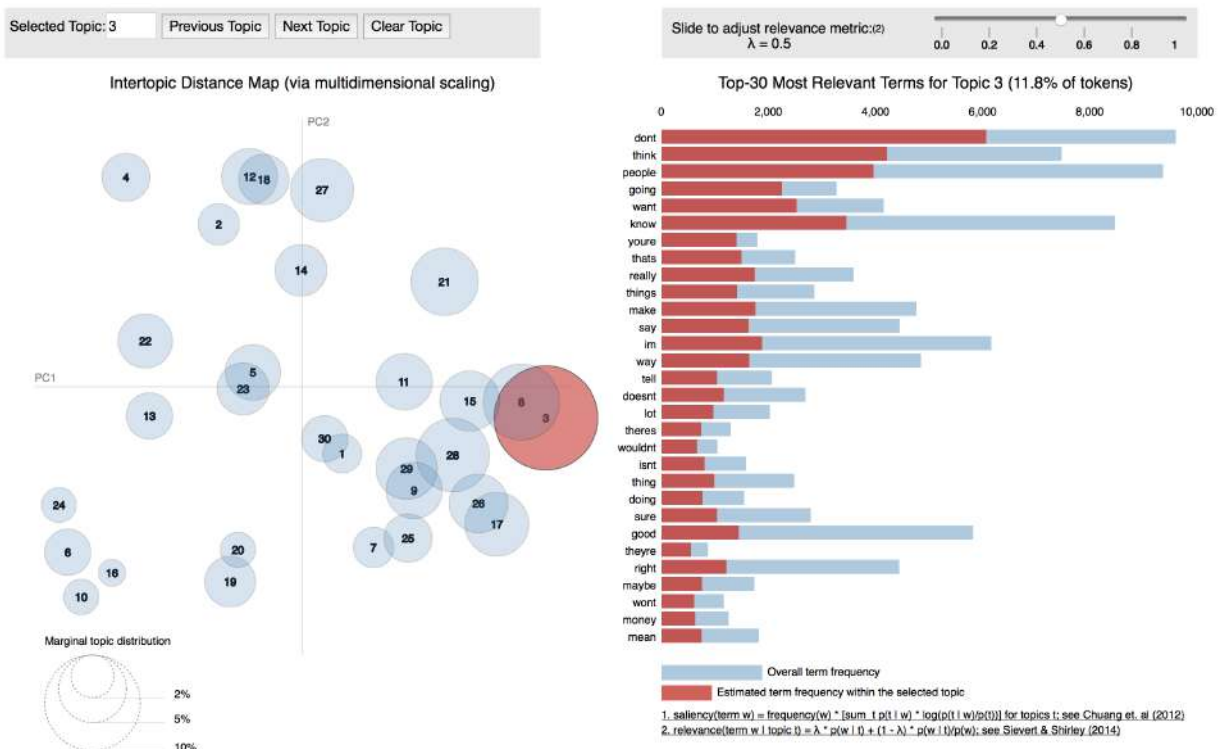 Selected Topic: 3 Previous Topic Next Topic Clear Topic
Slide to adjust relevance metric:(2)
λ = 0.5
0.0 0.2 0.4 0.6 0.8 1
Intertopic Distance Map (via multidimensional scaling)
PC2
PC1
4
12
18
27
2
14
21
22
5
23
11
13
15
8
3
30
1
28
29
9
26
17
24
6
16
10
20
19
7
25
Marginal topic distribution
2%
5%
10%
Top-30 Most Relevant Terms for Topic 3 (11.8% of tokens)
0 2,000 4,000 6,000 8,000 10,000
dont
think
people
going
want
know
youre
thats
really
things
make
say
im
way
tell
doesnt
lot
theres
wouldnt
isnt
thing
doing
sure
good
theyre
right
maybe
wont
money
mean
Overall term frequency
Estimated term frequency within the selected topic
1. saliency(term w) = frequency(w) * [sum_t p(t | w) * log(p(t | w)/p(t))] for topics t; see Chuang et. al (2012)
2. relevance(term w | topic t) = λ * p(w | t) + (1 - λ) * p(w | t)/p(w); see Sievert & Shirley (2014)